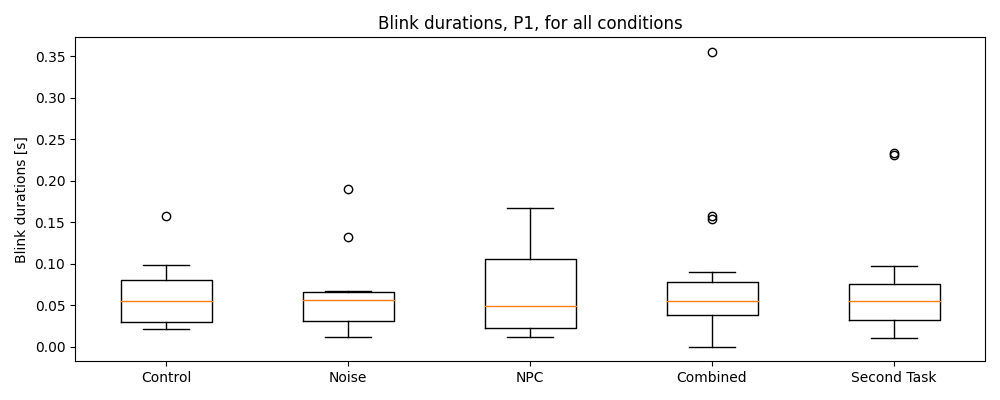 Blink durations, P1, for all conditions
Blink durations [s]
0.35
0.30
0.25
0.20
0.15
0.10
0.05
0.00
Control Noise NPC Combined Second Task